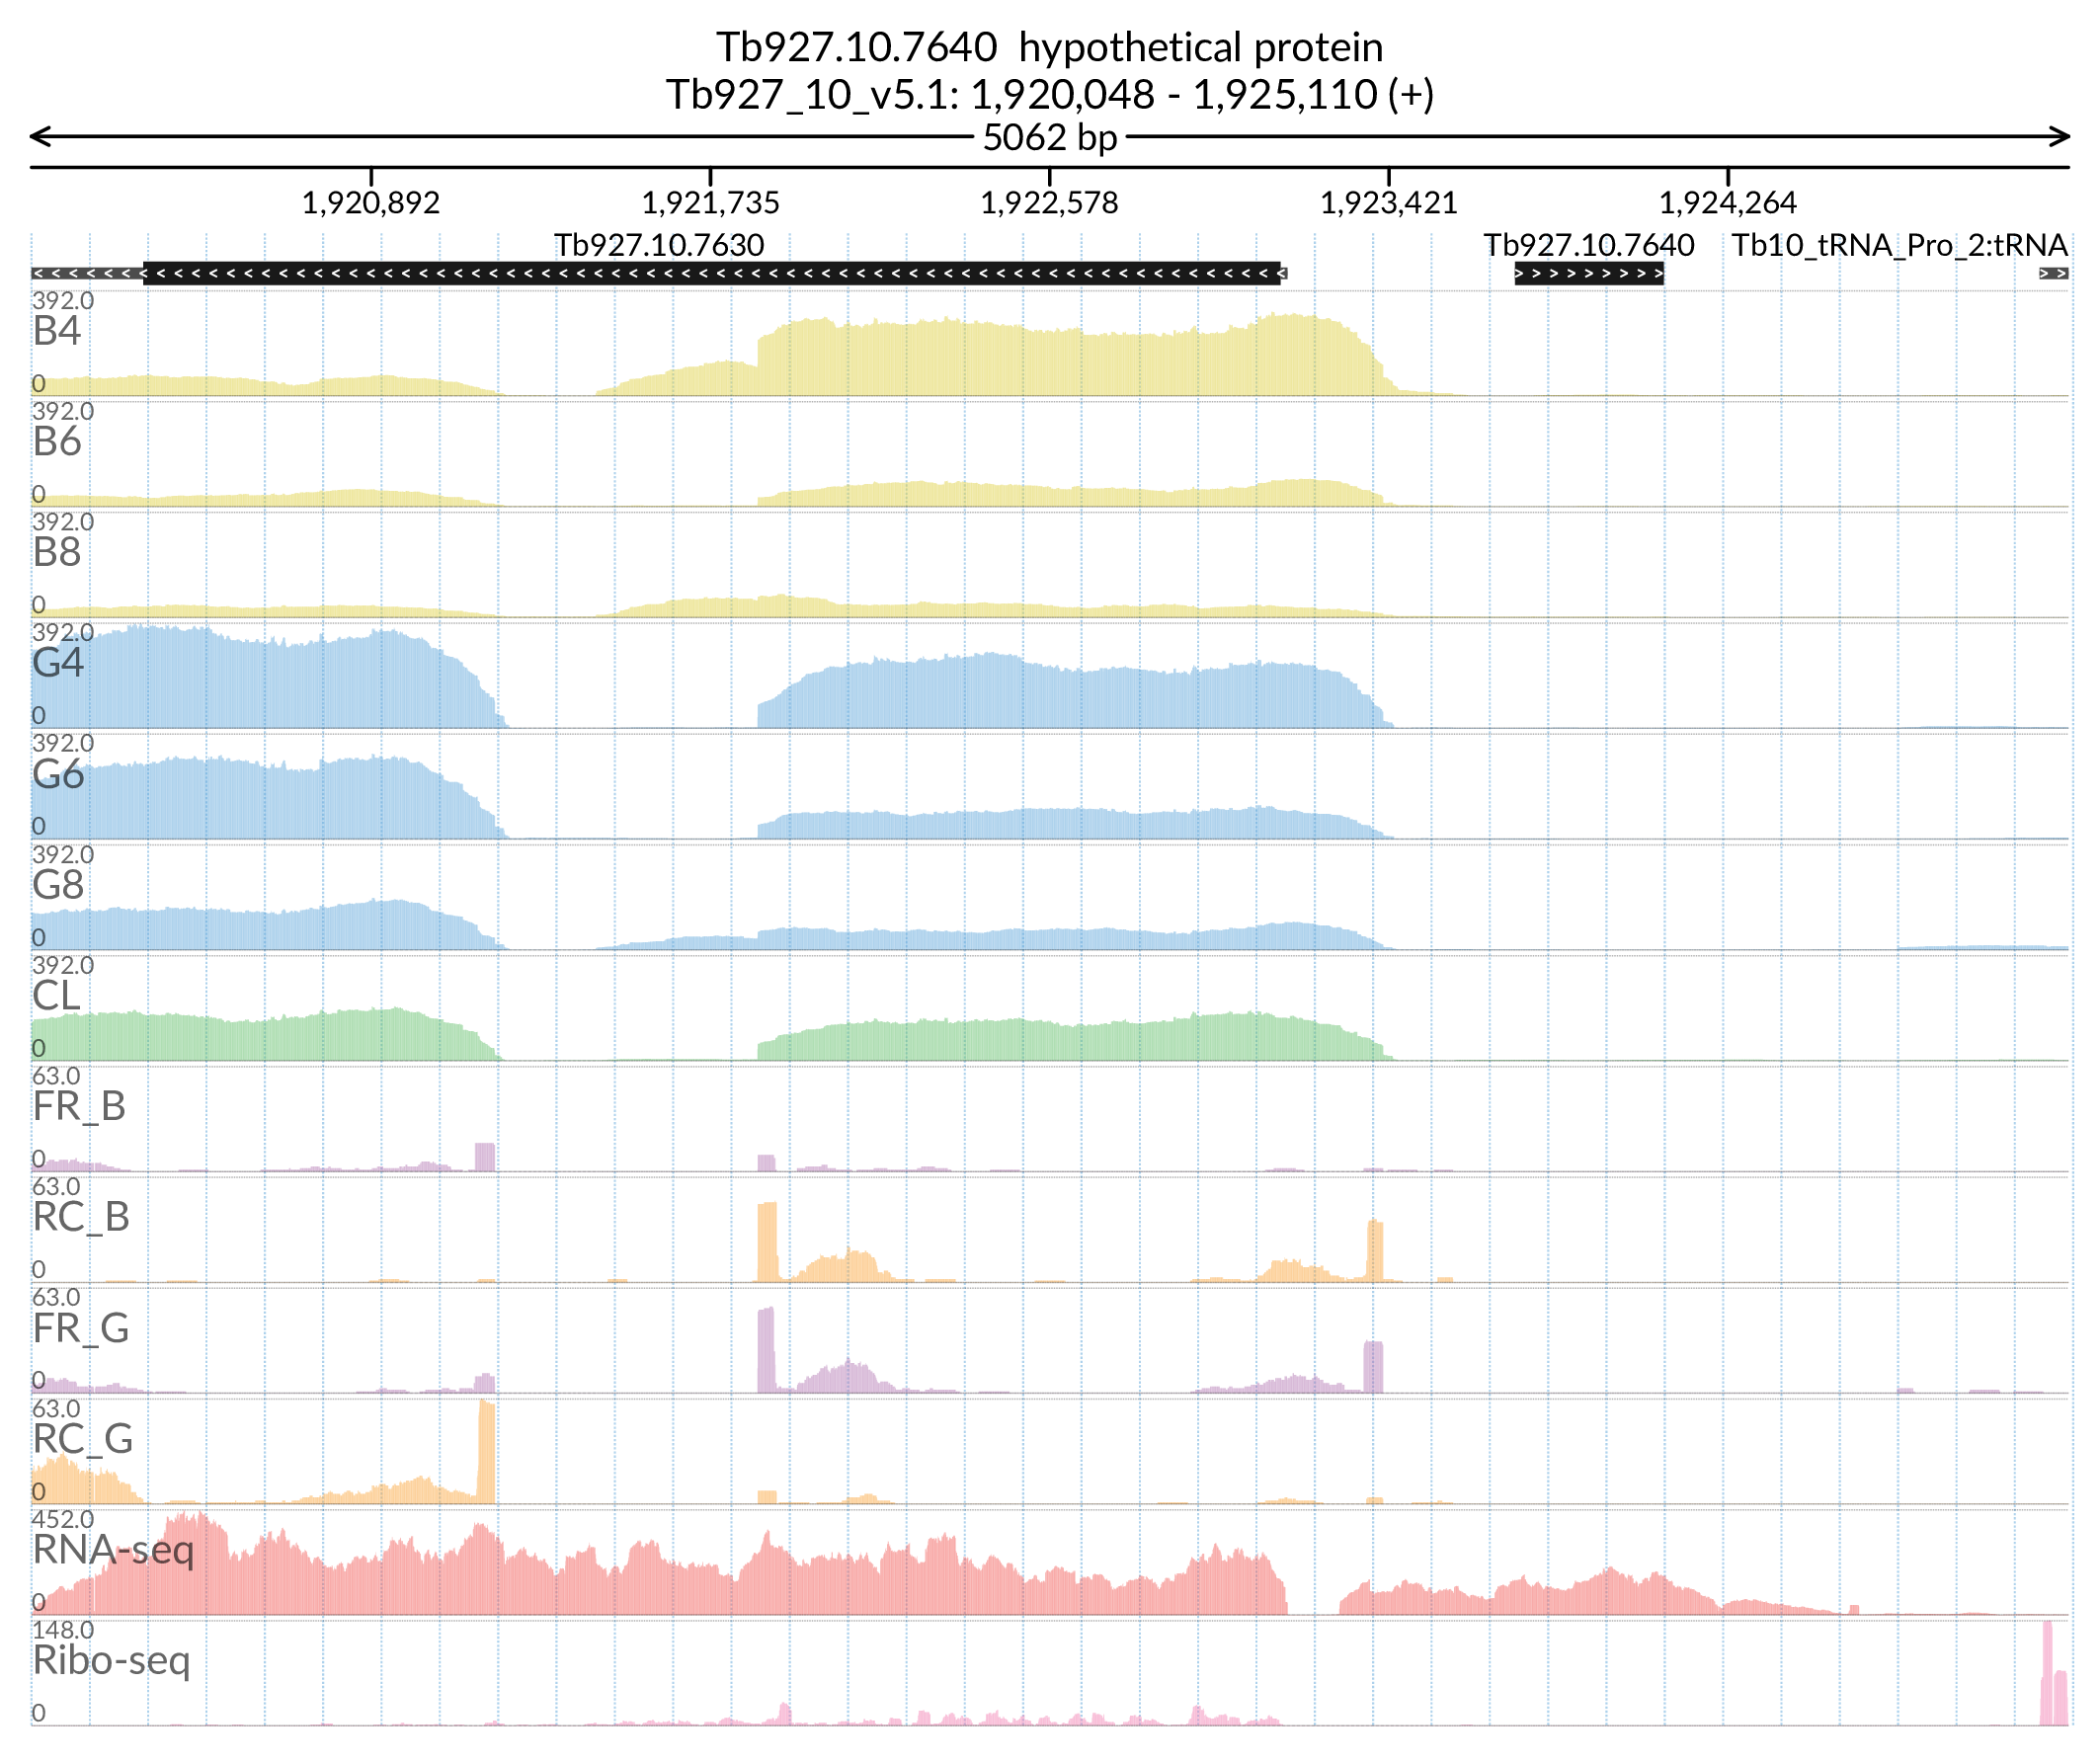 Tb927.10.7640 hypothetical protein
Tb927_10_v5.1: 1,920,048 - 1,925,110 (+)
5062 bp
1,920,892 1,921,735 1,922,578 1,923,421 1,924,264
Tb927.10.7630 Tb927.10.7640 Tb10_tRNA_Pro_2:tRNA
392.0
B4
0
392.0
B6
0
392.0
B8
0
392.0
G4
0
392.0
G6
0
392.0
G8
0
392.0
CL
0
63.0
FR_B
0
63.0
RC_B
0
63.0
FR_G
0
63.0
RC_G
0
452.0
RNA-seq
0
148.0
Ribo-seq
0